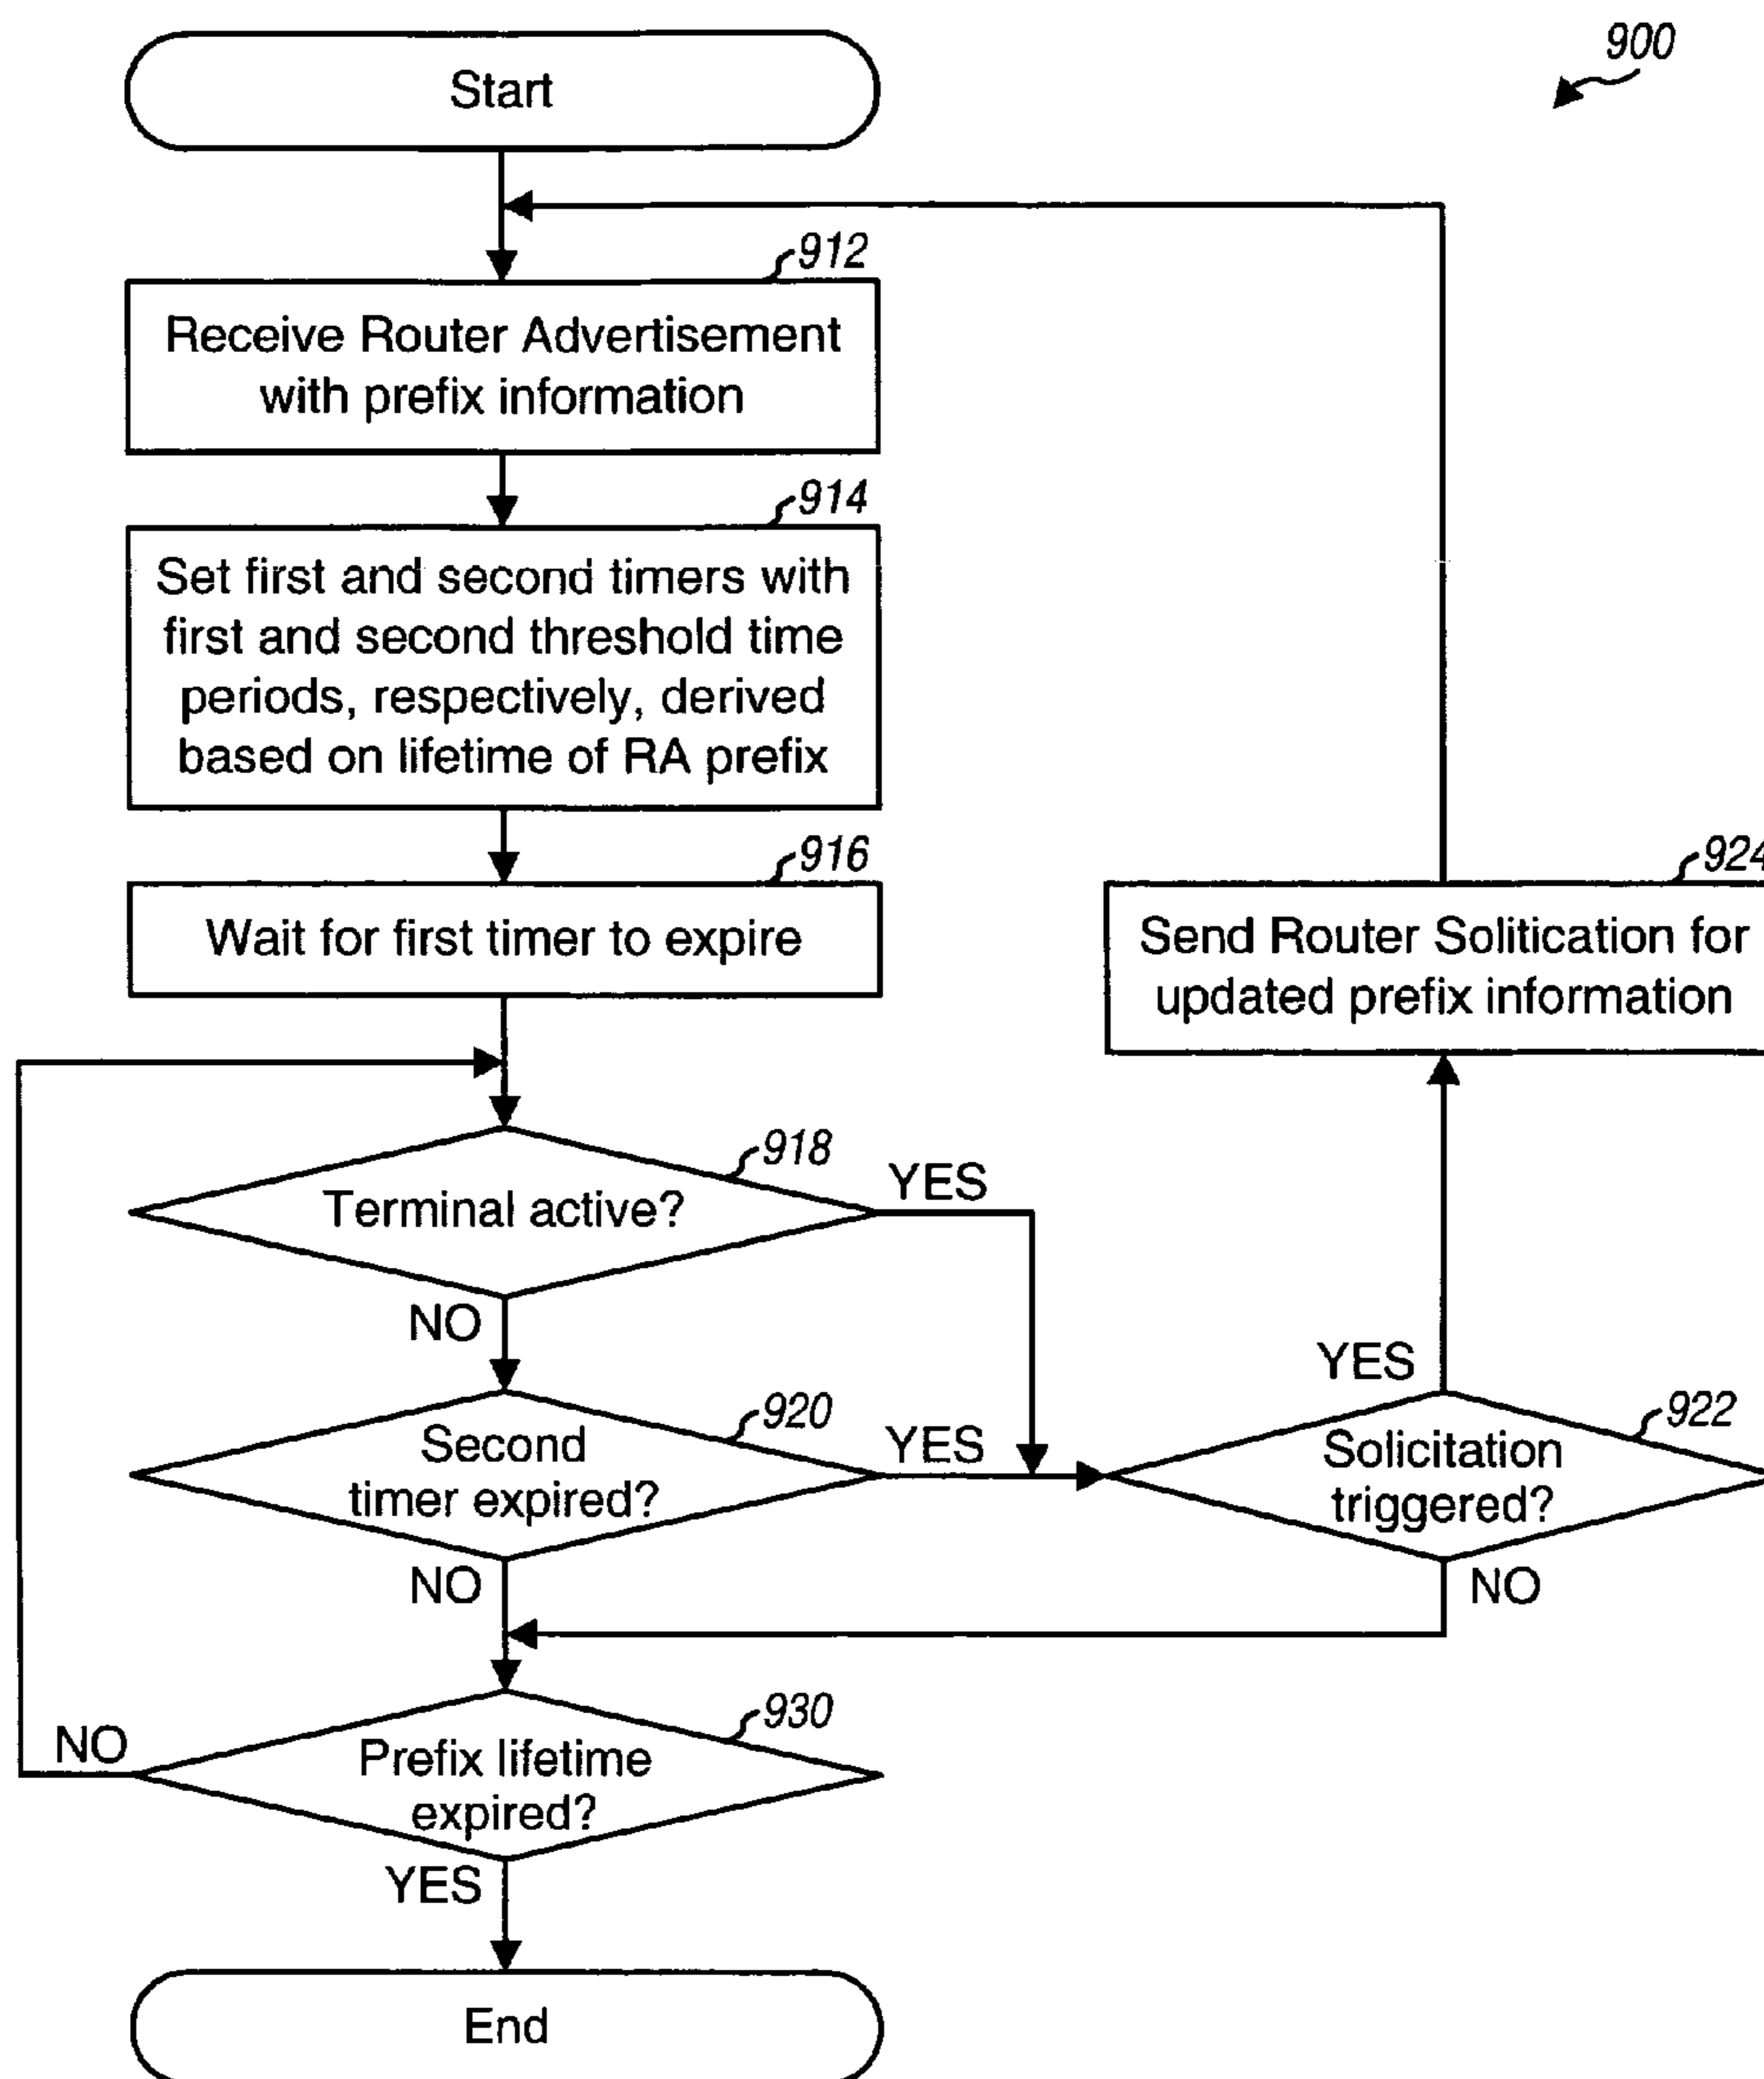 900
Start
912
Receive Router Advertisement
with prefix information
914
Set first and second timers with
first and second threshold time
periods, respectively, derived
based on lifetime of RA prefix
916
Wait for first timer to expire
924
Send Router Solitication for
updated prefix information
918
Terminal active?
YES
NO
920
Second
timer expired?
YES
NO
922
Solicitation
triggered?
YES
NO
930
Prefix lifetime
expired?
NO
YES
End